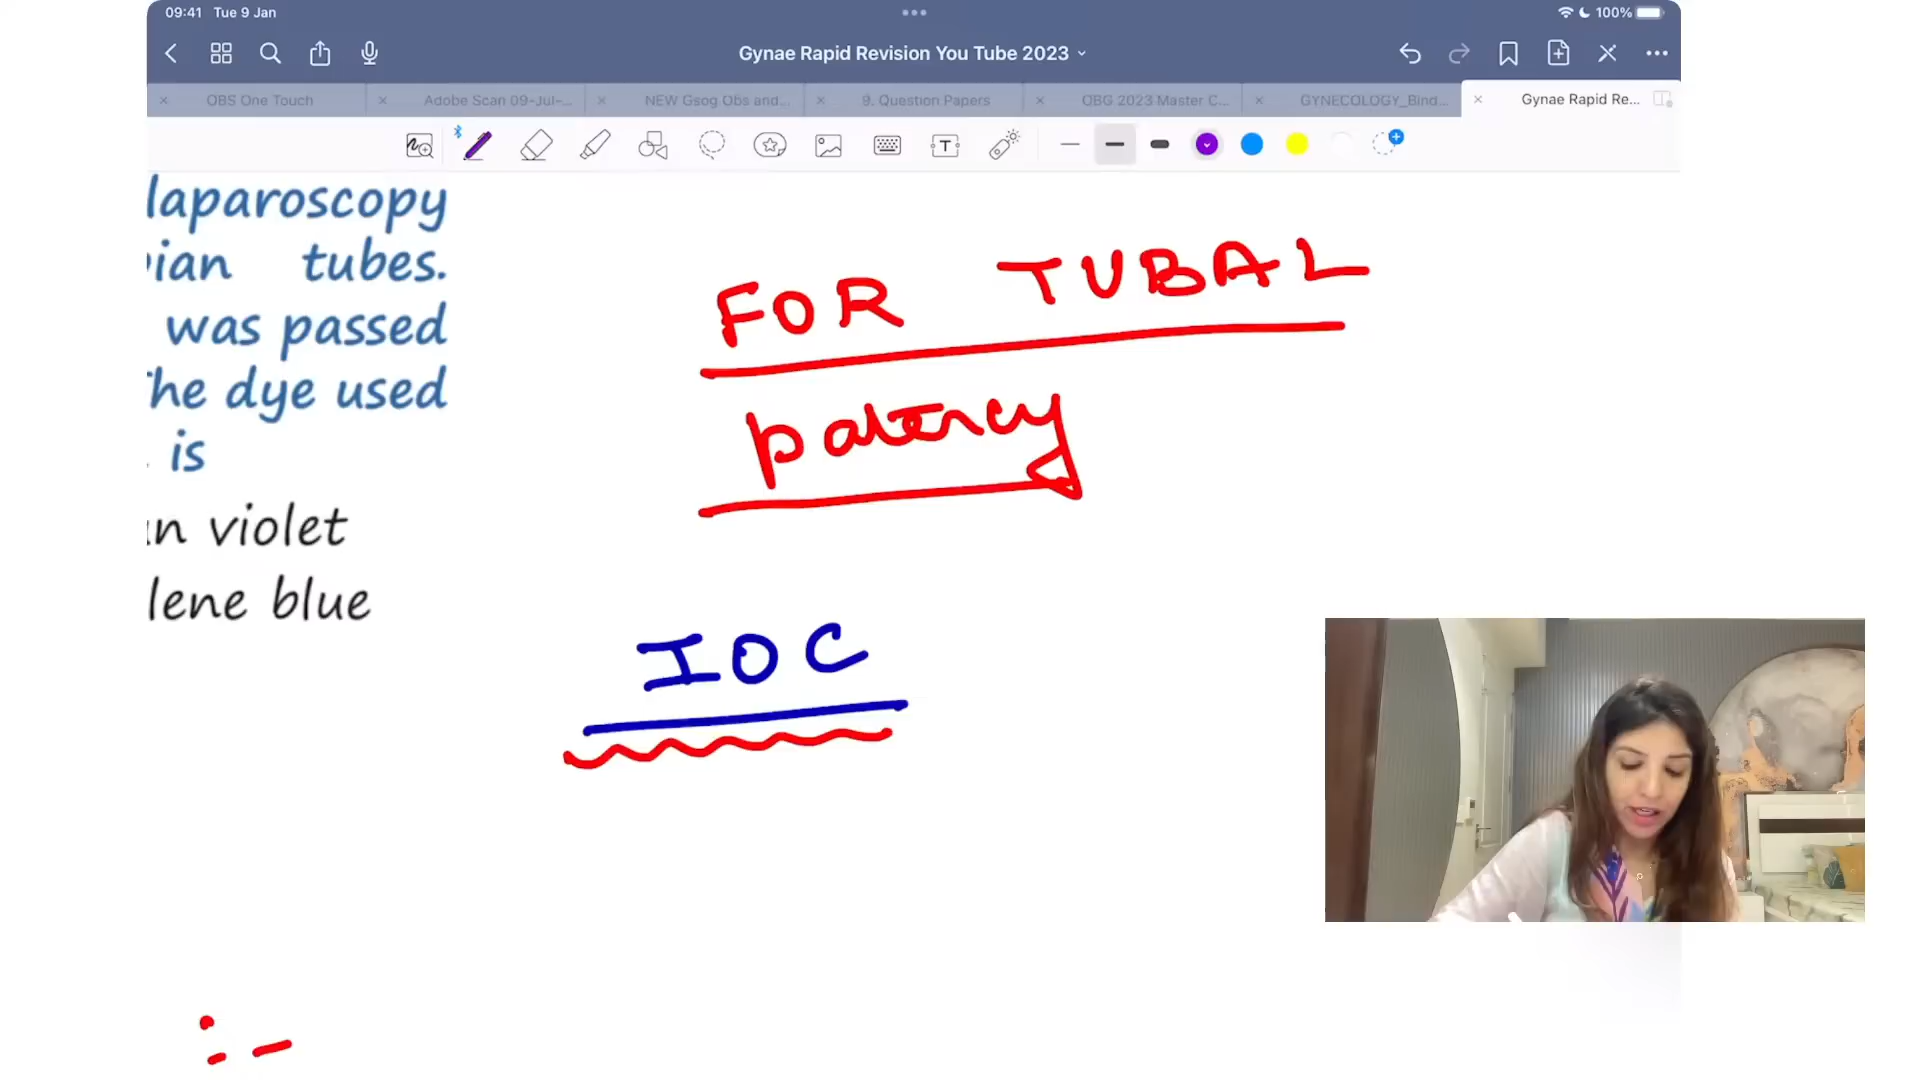 09:41 Tue 9 Jan
100%
Gynae Rapid Revision You Tube 2023
OBS One Touch
Adobe Scan 09-Jul-...
NEW Gsog Obs and...
9. Question Papers
OBG 2023 Master C...
GYNECOLOGY_Bind...
Gynae Rapid Re...
T
laparoscopy
ian tubes.
was passed
he dye used
is
n violet
lene blue
FOR TUBAL
patency
IOC
:-